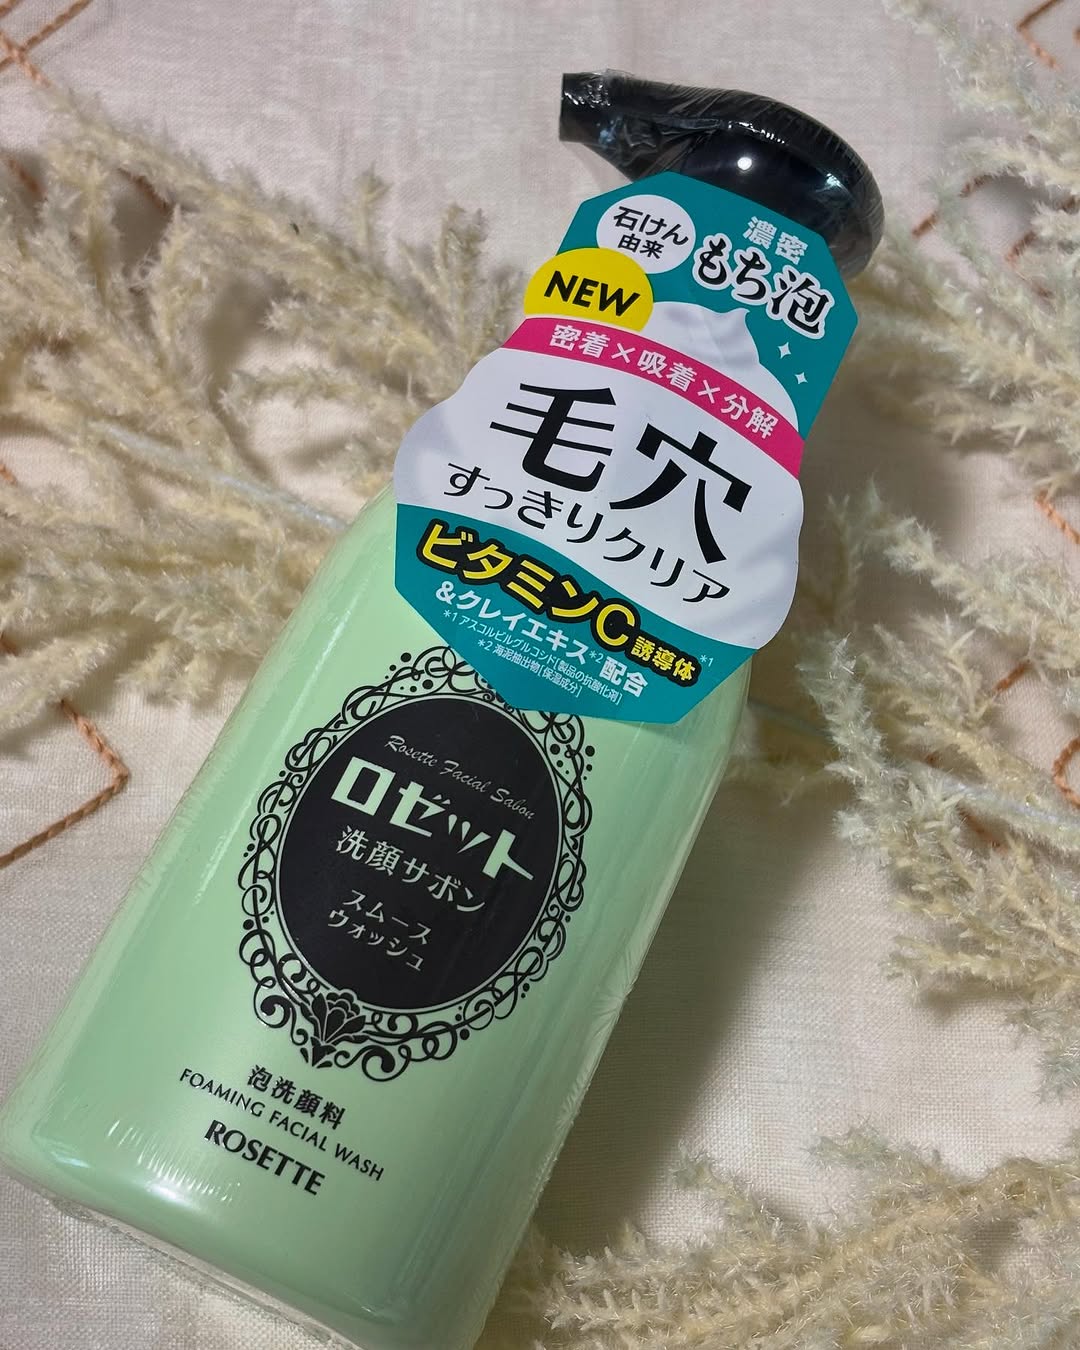 石けん
由来
濃密
もち泡
NEW
密着×吸着×分解
毛穴
すっきりクリア
ビタミンC誘導体*1
&クレイエキス*2配合
*1 アスコルビルグルコシド[製品の抗酸化剤]
*2 海泥抽出物[保湿成分]
Rosette Facial Sabon
ロゼット
洗顔サボン
スムース
ウォッシュ
泡洗顔料
FOAMING FACIAL WASH
ROSETTE